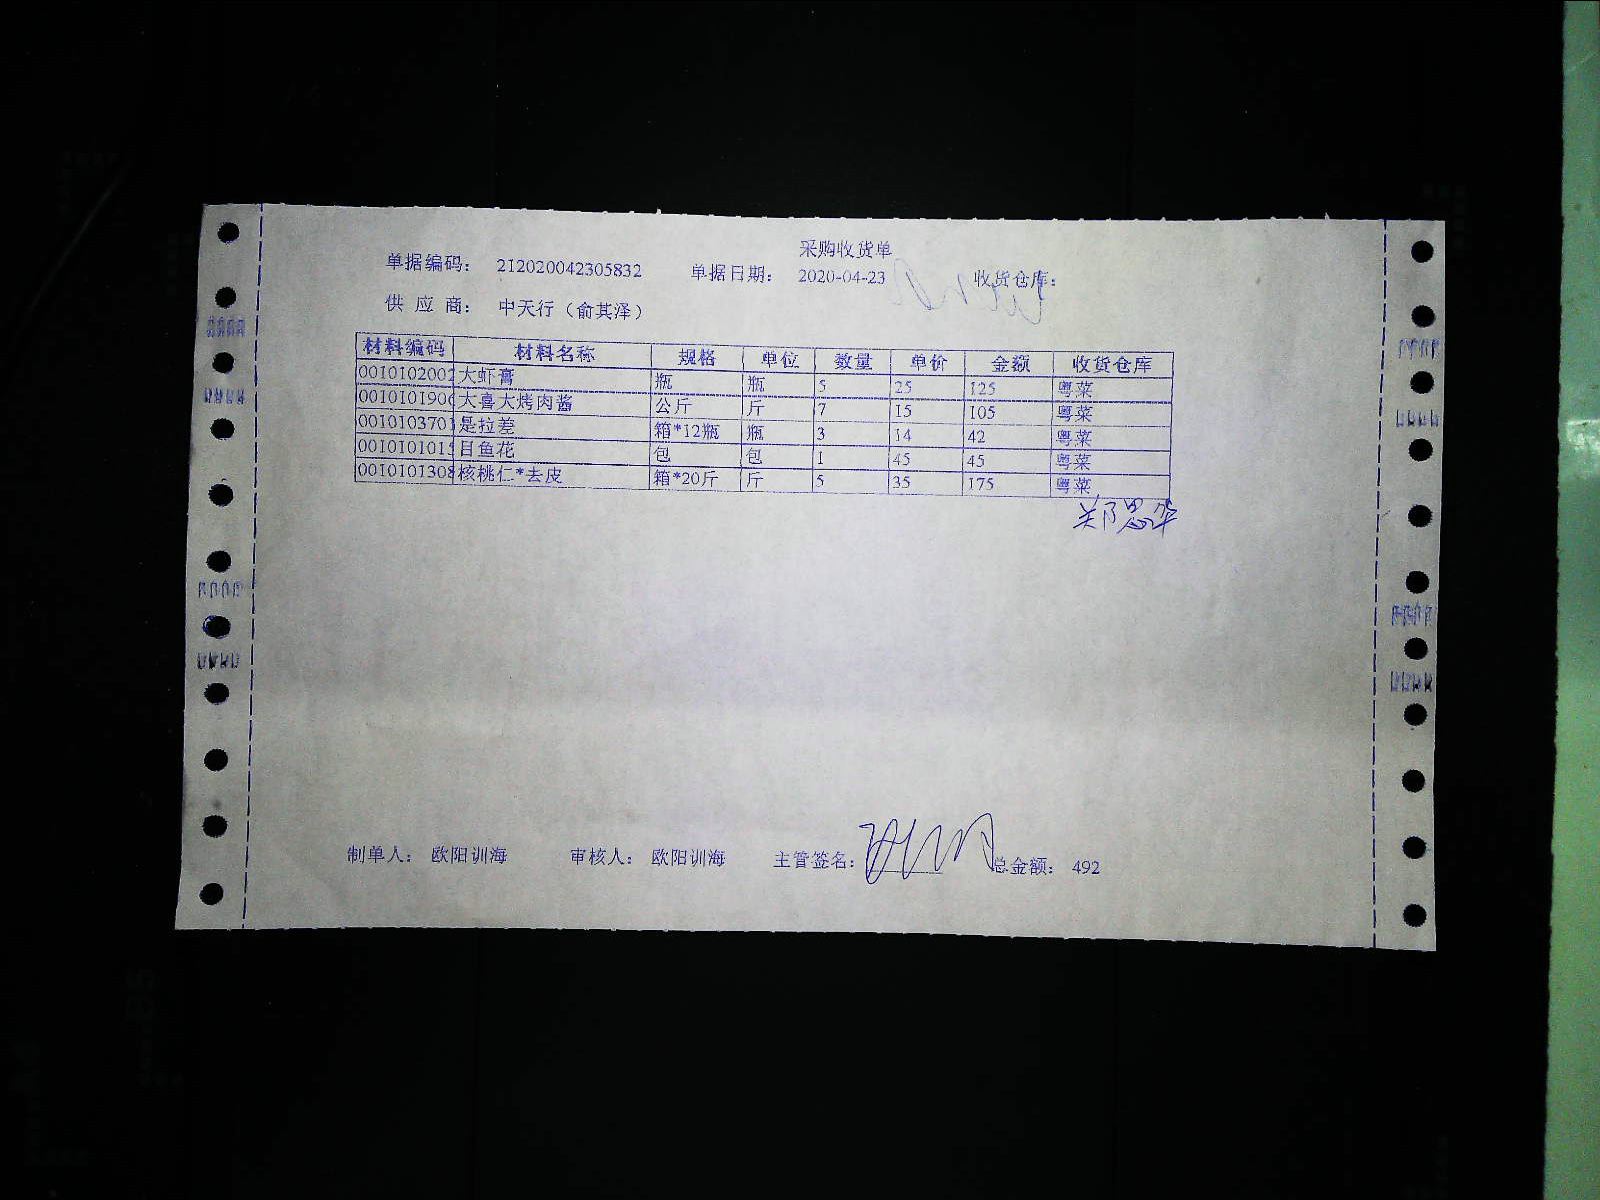 采购收货单
单据编码： 212020042305832 单据日期： 2020-04-23 收货仓库：
供 应 商： 中天行（俞其泽）
材料编码 材料名称 规格 单位 数量 单价 金额 收货仓库
0010102002 大虾膏 瓶 瓶 5 25 125 粤菜
001010190 大喜大烤肉酱 公斤 斤 7 15 105 粤菜
0010103701 是拉差 箱*12瓶 瓶 3 14 42 粤菜
0010101015 目鱼花 包 包 1 45 45 粤菜
0010101308 核桃仁*去皮 箱*20斤 斤 5 35 175 粤菜
制单人： 欧阳训海 审核人： 欧阳训海 主管签名： 总金额： 492